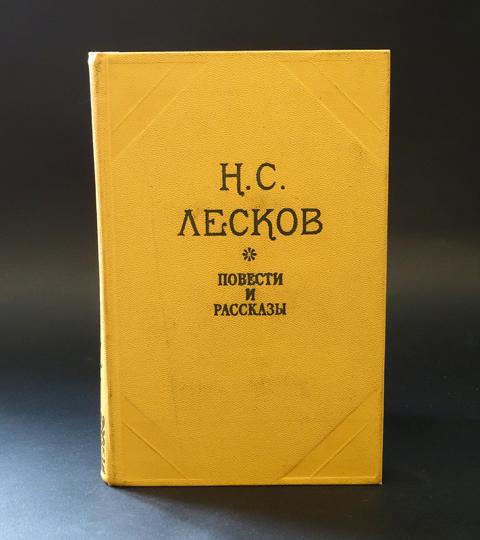 Н. С.
ЛЕСКОВ
*
ПОВЕСТИ
И
РАССКАЗЫ